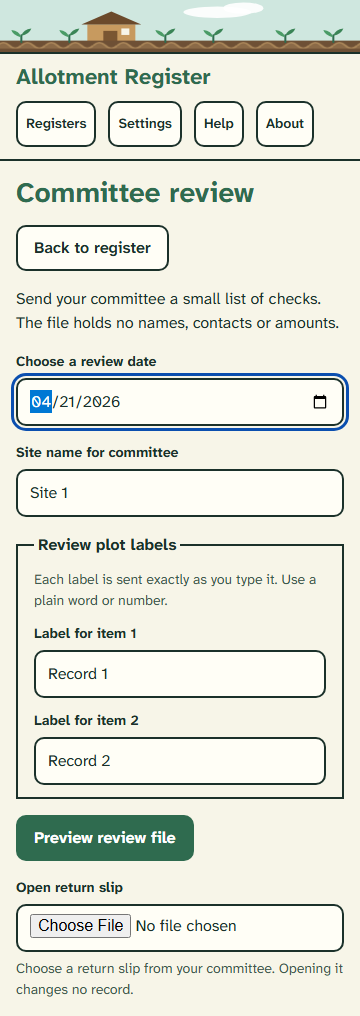 Allotment Register
Registers
Settings
Help
About
Committee review
Back to register
Send your committee a small list of checks.
The file holds no names, contacts or amounts.
Choose a review date
04/21/2026
Site name for committee
Site 1
Review plot labels
Each label is sent exactly as you type it. Use a
plain word or number.
Label for item 1
Record 1
Label for item 2
Record 2
Preview review file
Open return slip
Choose File No file chosen
Choose a return slip from your committee. Opening it
changes no record.